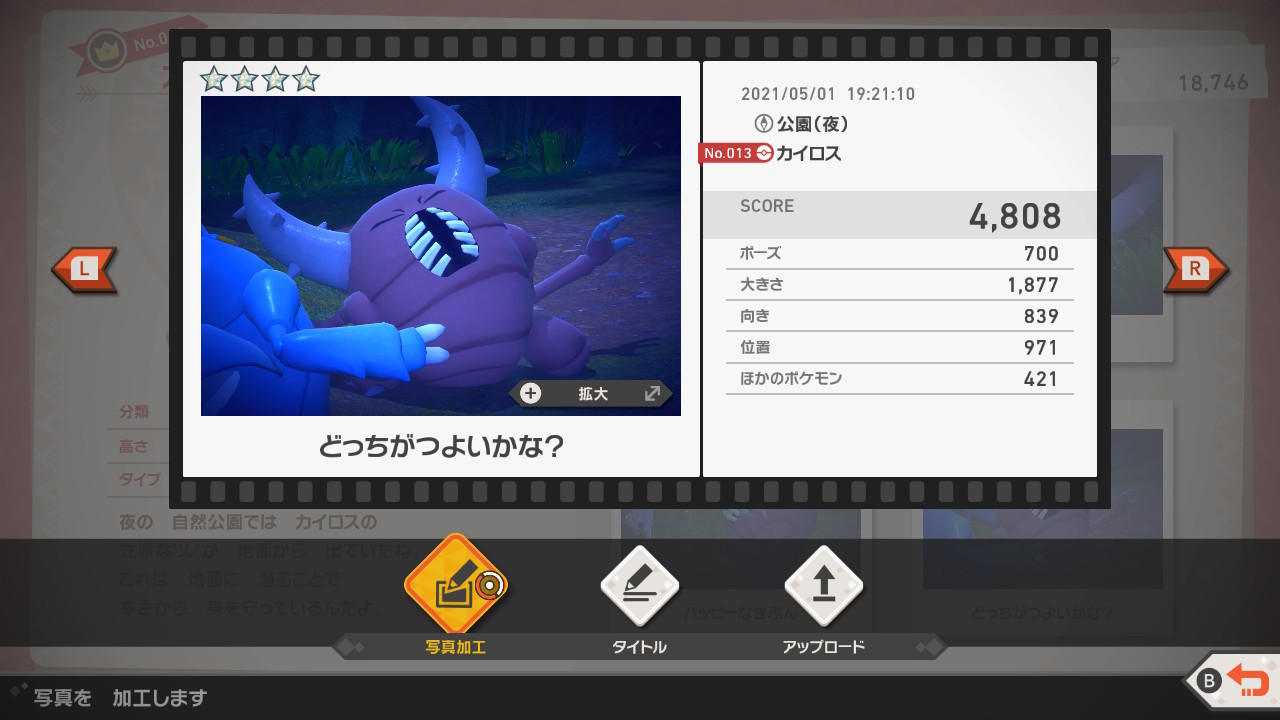 No.0
18,746
2021/05/01 19:21:10
公園(夜)
No.013 カイロス
SCORE 4,808
ポーズ 700
大きさ 1,877
向き 839
位置 971
ほかのポケモン 421
拡大
どっちがつよいかな?
L
R
分類
高さ
タイプ
夜の 自然公園では カイロスの
立派なツノが 地面から 出ていたね。
これは 地面に 潜ることで
寒さから 身を守っているんだよ。
ハッピーなきぶん
どっちがつよいかな?
写真加工
タイトル
アップロード
B
写真を 加工します